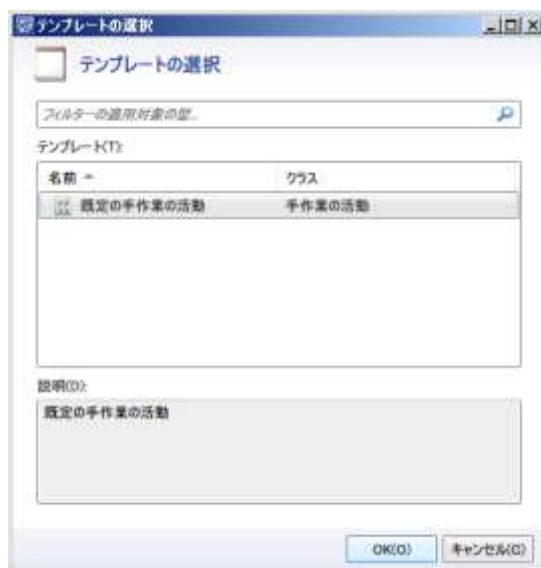 テンプレートの選択
テンプレートの選択
フィルターの適用対象の型...
テンプレート(T):
名前 クラス
既定の手作業の活動 手作業の活動
説明(D):
既定の手作業の活動
OK(O) キャンセル(C)